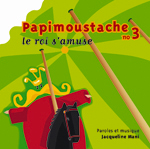 Papimoustache
no 3
le roi s'amuse
Paroles et Musique
Jacqueline Mani